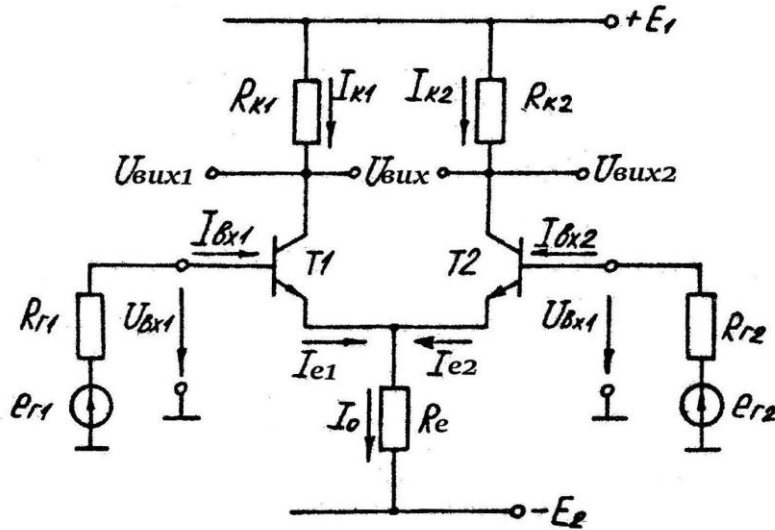 +E₁
Rк1 Iк1 Iк2 Rк2
Uвих1 Uвих Uвих2
Iвх1 T1 T2 Iвх2
Rг1 Uвх1 Uвх1 Rг2
Ie1 Ie2
eг1 I₀ Re eг2
-E₂